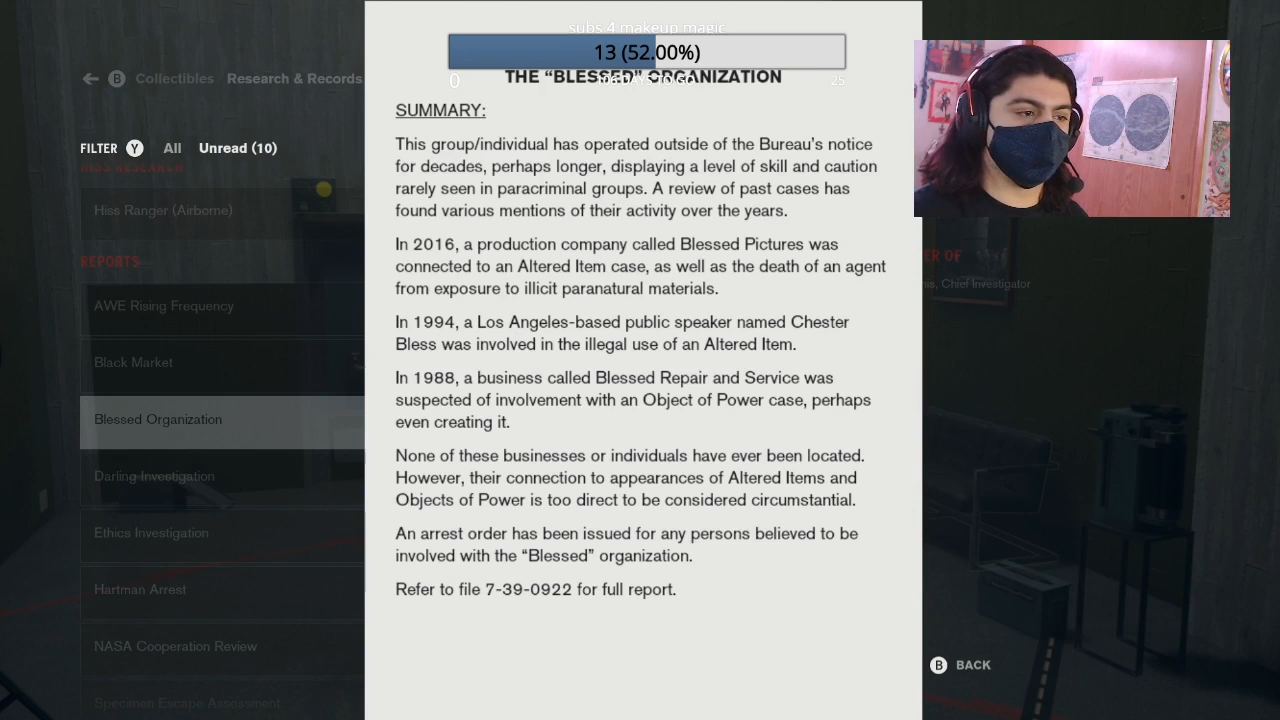 subs 4 makeup magic
13 (52.00%)
0
25
THE “BLESSED” ORGANIZATION
B Collectibles Research & Records
FILTER Y All Unread (10)
HISS RESEARCH
Hiss Ranger (Airborne)
REPORTS
AWE Rising Frequency
Black Market
Blessed Organization
Darling Investigation
Ethics Investigation
Hartman Arrest
NASA Cooperation Review
Specimen Escape Assessment
SUMMARY:
This group/individual has operated outside of the Bureau’s notice
for decades, perhaps longer, displaying a level of skill and caution
rarely seen in paracriminal groups. A review of past cases has
found various mentions of their activity over the years.
In 2016, a production company called Blessed Pictures was
connected to an Altered Item case, as well as the death of an agent
from exposure to illicit paranatural materials.
In 1994, a Los Angeles-based public speaker named Chester
Bless was involved in the illegal use of an Altered Item.
In 1988, a business called Blessed Repair and Service was
suspected of involvement with an Object of Power case, perhaps
even creating it.
None of these businesses or individuals have ever been located.
However, their connection to appearances of Altered Items and
Objects of Power is too direct to be considered circumstantial.
An arrest order has been issued for any persons believed to be
involved with the “Blessed” organization.
Refer to file 7-39-0922 for full report.
ER OF
nis, Chief Investigator
B BACK